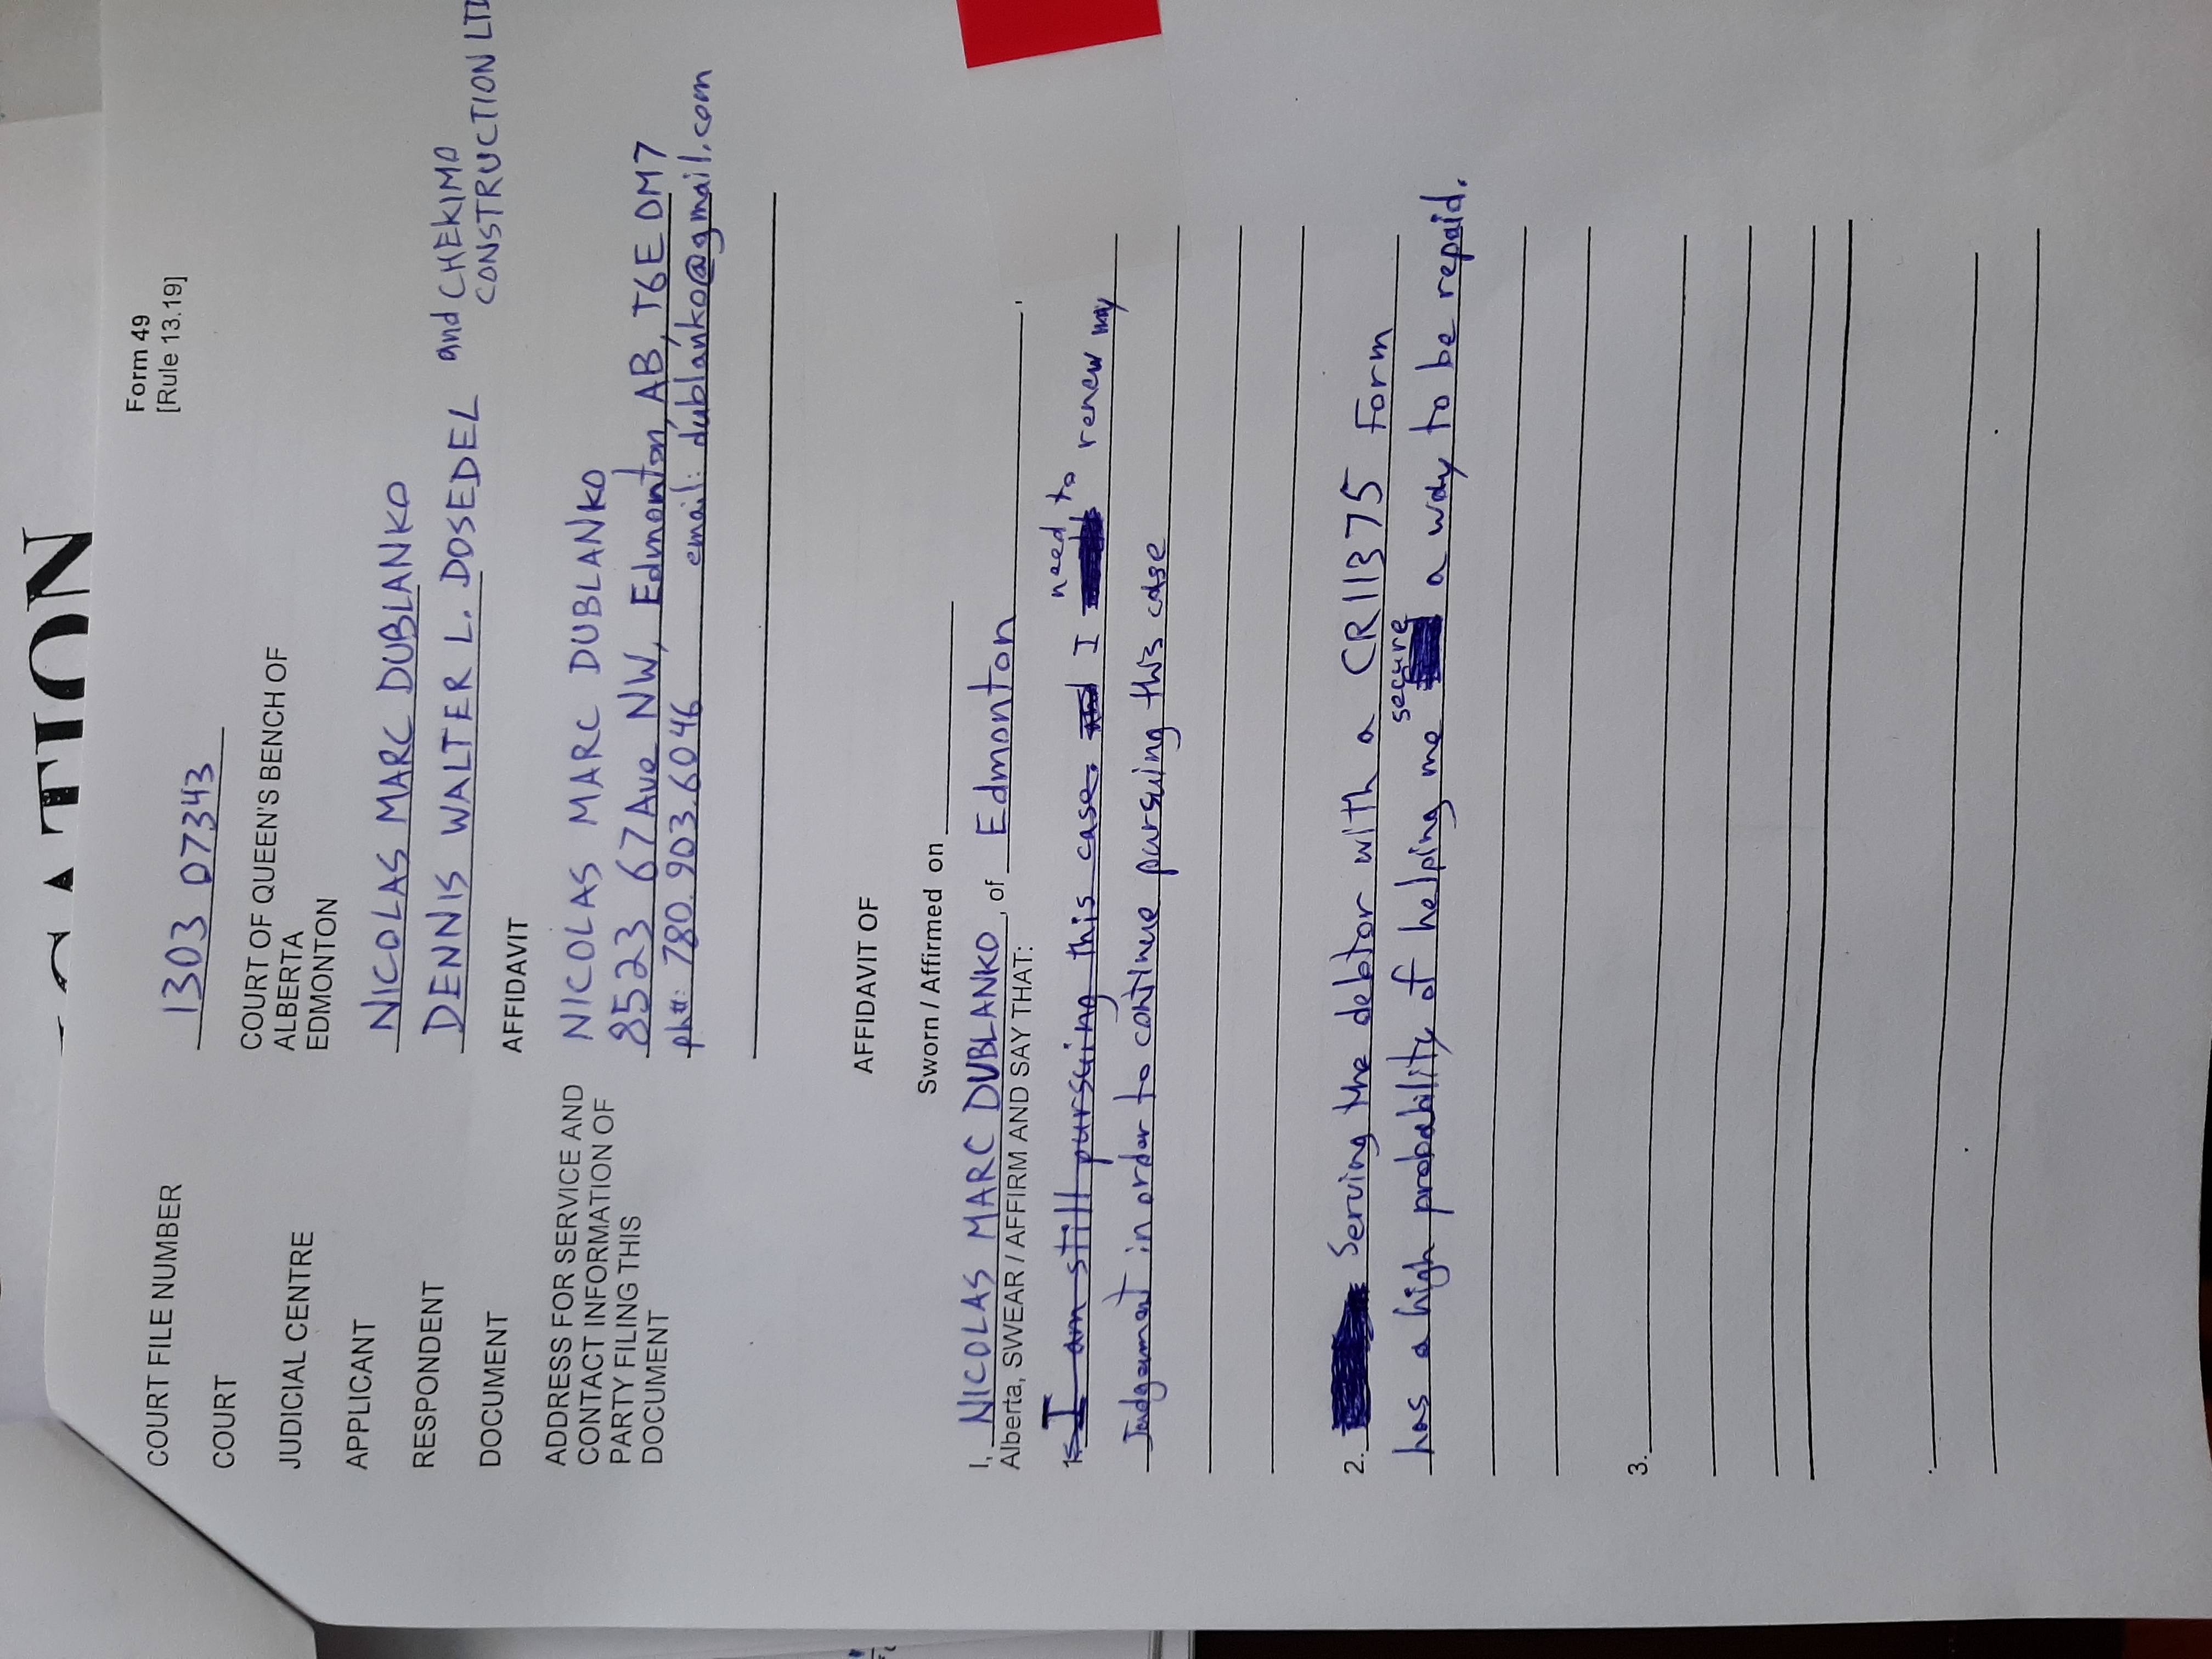 CATION
Form 49
[Rule 13.19]
COURT FILE NUMBER 1303 07343
COURT COURT OF QUEEN'S BENCH OF ALBERTA
JUDICIAL CENTRE EDMONTON
APPLICANT NICOLAS MARC DUBLANKO
RESPONDENT DENNIS WALTER L. DOSEDEL and CHEKIMO
CONSTRUCTION LTD
DOCUMENT AFFIDAVIT
ADDRESS FOR SERVICE AND NICOLAS MARC DUBLANKO
CONTACT INFORMATION OF 8523 67 Ave NW, Edmonton, AB, T6E 0M7
PARTY FILING THIS ph#: 780.903.6046 email: dublanko@gmail.com
DOCUMENT
AFFIDAVIT OF
Sworn / Affirmed on
I, NICOLAS MARC DUBLANKO, of Edmonton,
Alberta, SWEAR / AFFIRM AND SAY THAT:
1. I am still pursuing this case. and I need to renew my
Judgement in order to continue pursuing this case
2. Serving the debtor with a CR11375 Form
has a high probability of helping me secure a way to be repaid.
3.